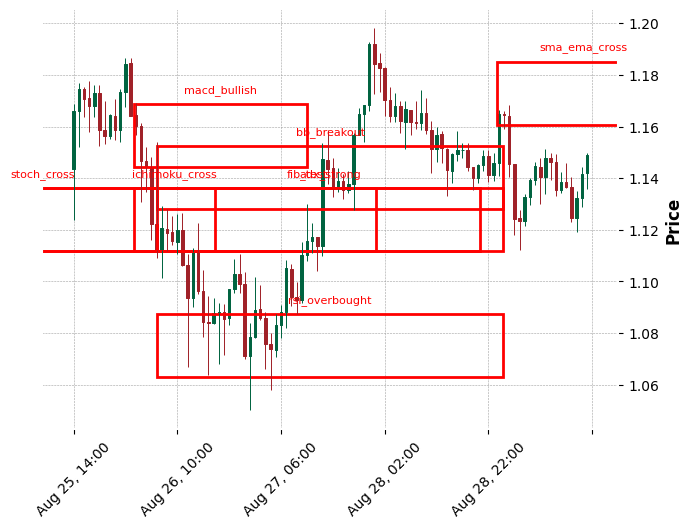 1.20
sma_ema_cross
1.18
macd_bullish
1.16
bb_breakout
stoch_cross
ichimoku_cross
1.14
1.12
Price
1.10
rsi_overbought
1.08
1.06
Aug 25, 14:00
Aug 26, 10:00
Aug 27, 06:00
Aug 28, 02:00
Aug 28, 22:00